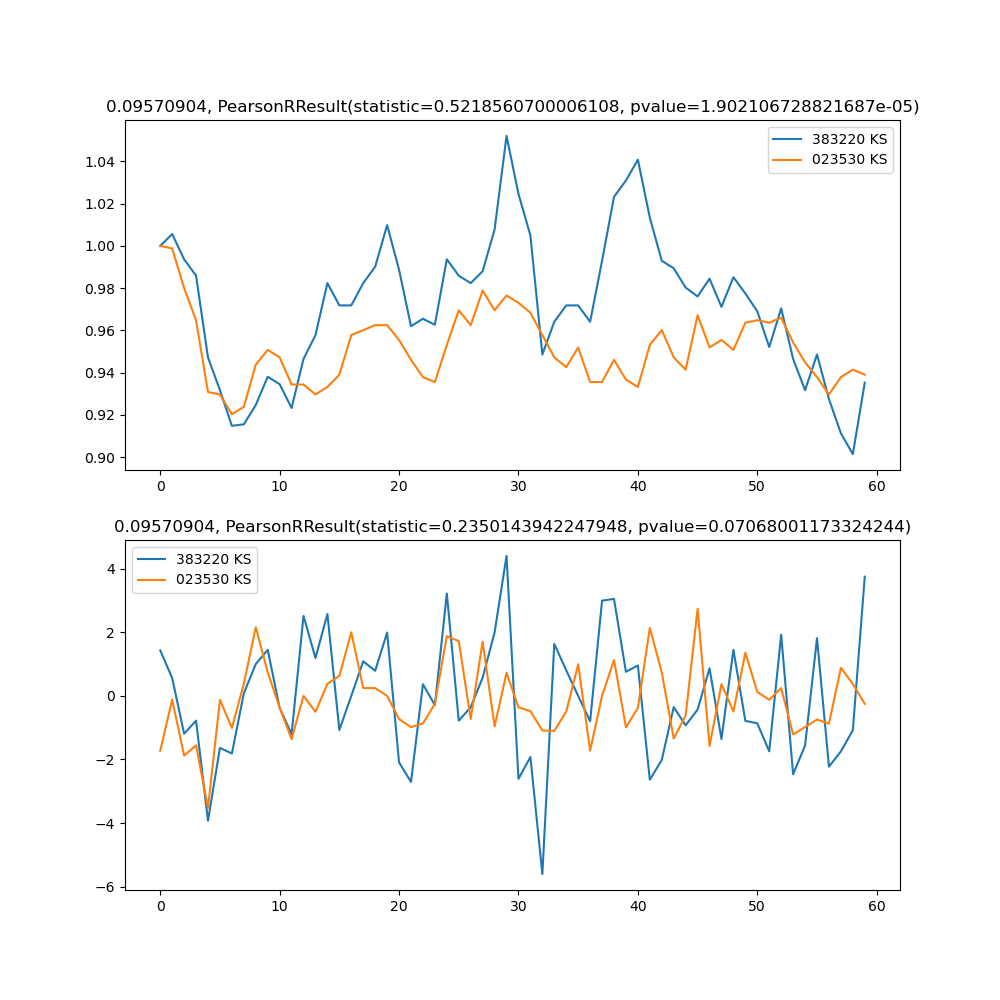 0.09570904, PearsonRResult(statistic=0.5218560700006108, pvalue=1.902106728821687e-05)
383220 KS
023530 KS
1.04
1.02
1.00
0.98
0.96
0.94
0.92
0.90
0 10 20 30 40 50 60
0.09570904, PearsonRResult(statistic=0.2350143942247948, pvalue=0.07068001173324244)
383220 KS
023530 KS
4
2
0
−2
−4
−6
0 10 20 30 40 50 60